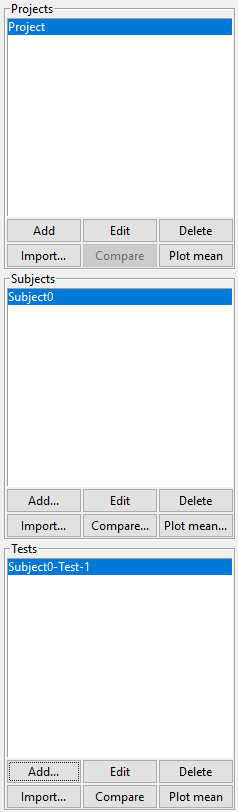 Projects
Project
Add Edit Delete
Import... Compare Plot mean
Subjects
Subject0
Add... Edit Delete
Import... Compare... Plot mean...
Tests
Subject0-Test-1
Add... Edit Delete
Import... Compare Plot mean